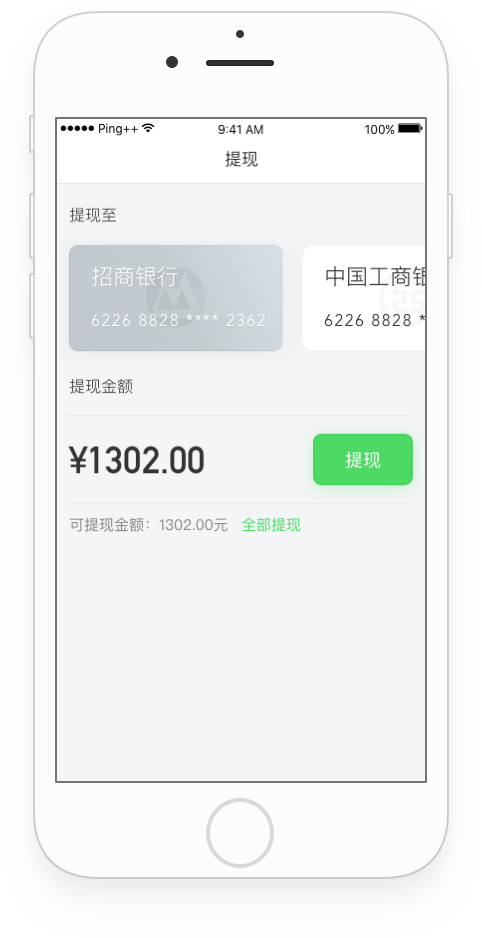 ●●●●● Ping++ 9:41 AM 100%
提现
提现至
招商银行
6226 8828 **** 2362
中国工商银
6226 8828 *
提现金额
¥1302.00
提现
可提现金额：1302.00元 全部提现